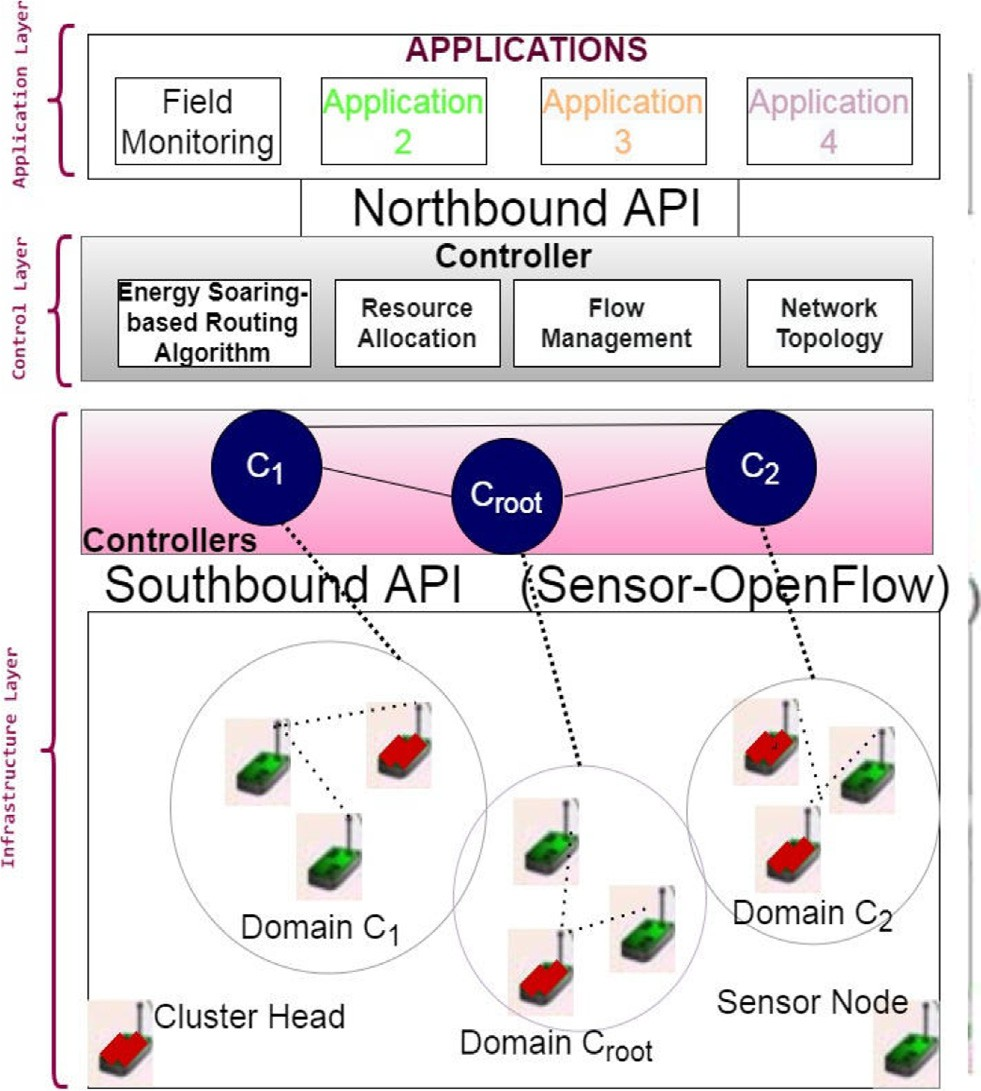 Application Layer
APPLICATIONS
Field
Monitoring
Application
2
Application
3
Application
4
Northbound API
Control Layer
Controller
Energy Soaring-
based Routing
Algorithm
Resource
Allocation
Flow
Management
Network
Topology
Infrastructure Layer
C1
Croot
C2
Controllers
Southbound API (Sensor-OpenFlow)
Domain C1
Domain C2
Domain Croot
Cluster Head
Sensor Node